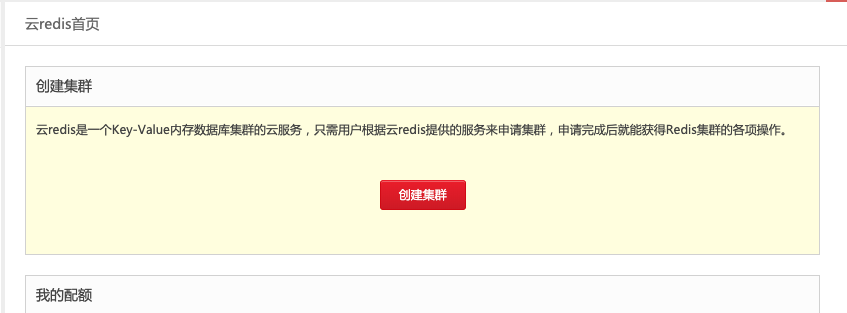 云redis首页
创建集群
云redis是一个Key-Value内存数据库集群的云服务，只需用户根据云redis提供的服务来申请集群，申请完成后就能获得Redis集群的各项操作。
创建集群
我的配额